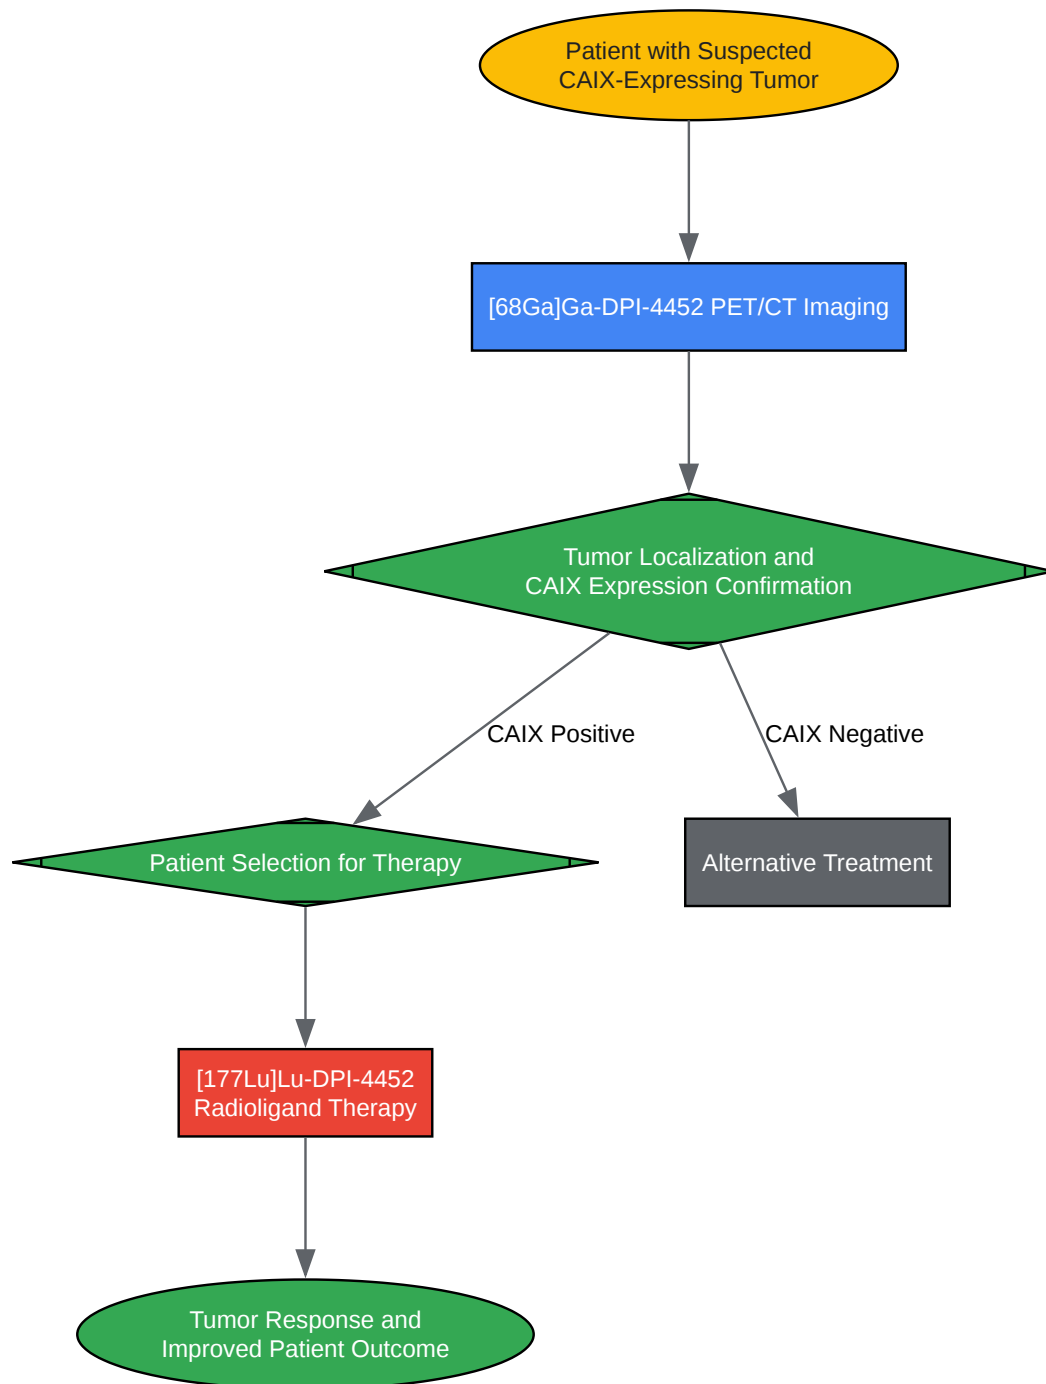 Patient with Suspected
CAIX-Expressing Tumor
[68Ga]Ga-DPI-4452 PET/CT Imaging
Tumor Localization and
CAIX Expression Confirmation
CAIX Positive
CAIX Negative
Patient Selection for Therapy
Alternative Treatment
[177Lu]Lu-DPI-4452
Radioligand Therapy
Tumor Response and
Improved Patient Outcome